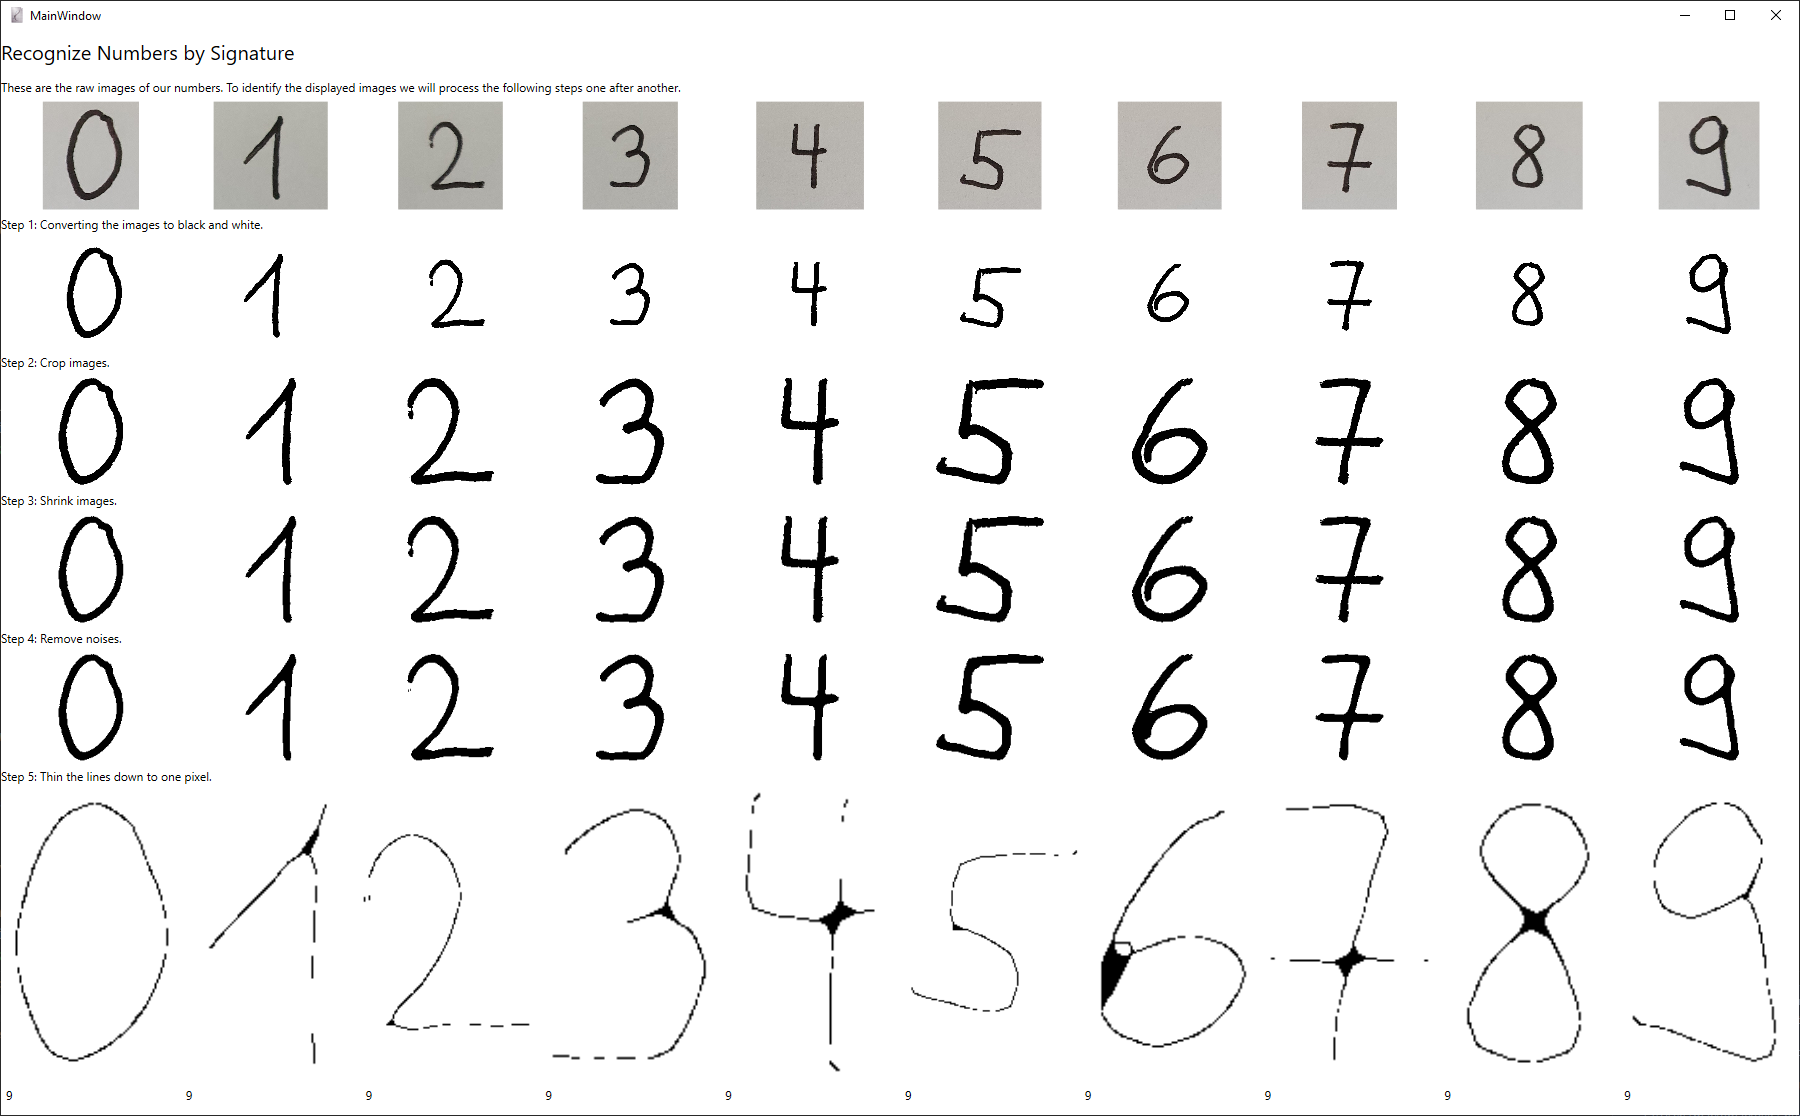 MainWindow
Recognize Numbers by Signature
These are the raw images of our numbers. To identify the displayed images we will process the following steps one after another.
0 1 2 3 4 5 6 7 8 9
Step 1: Converting the images to black and white.
0 1 2 3 4 5 6 7 8 9
Step 2: Crop images.
0 1 2 3 4 5 6 7 8 9
Step 3: Shrink images.
0 1 2 3 4 5 6 7 8 9
Step 4: Remove noises.
0 1 2 3 4 5 6 7 8 9
Step 5: Thin the lines down to one pixel.
0 1 2 3 4 5 6 7 8 9
9 9 9 9 9 9 9 9 9 9